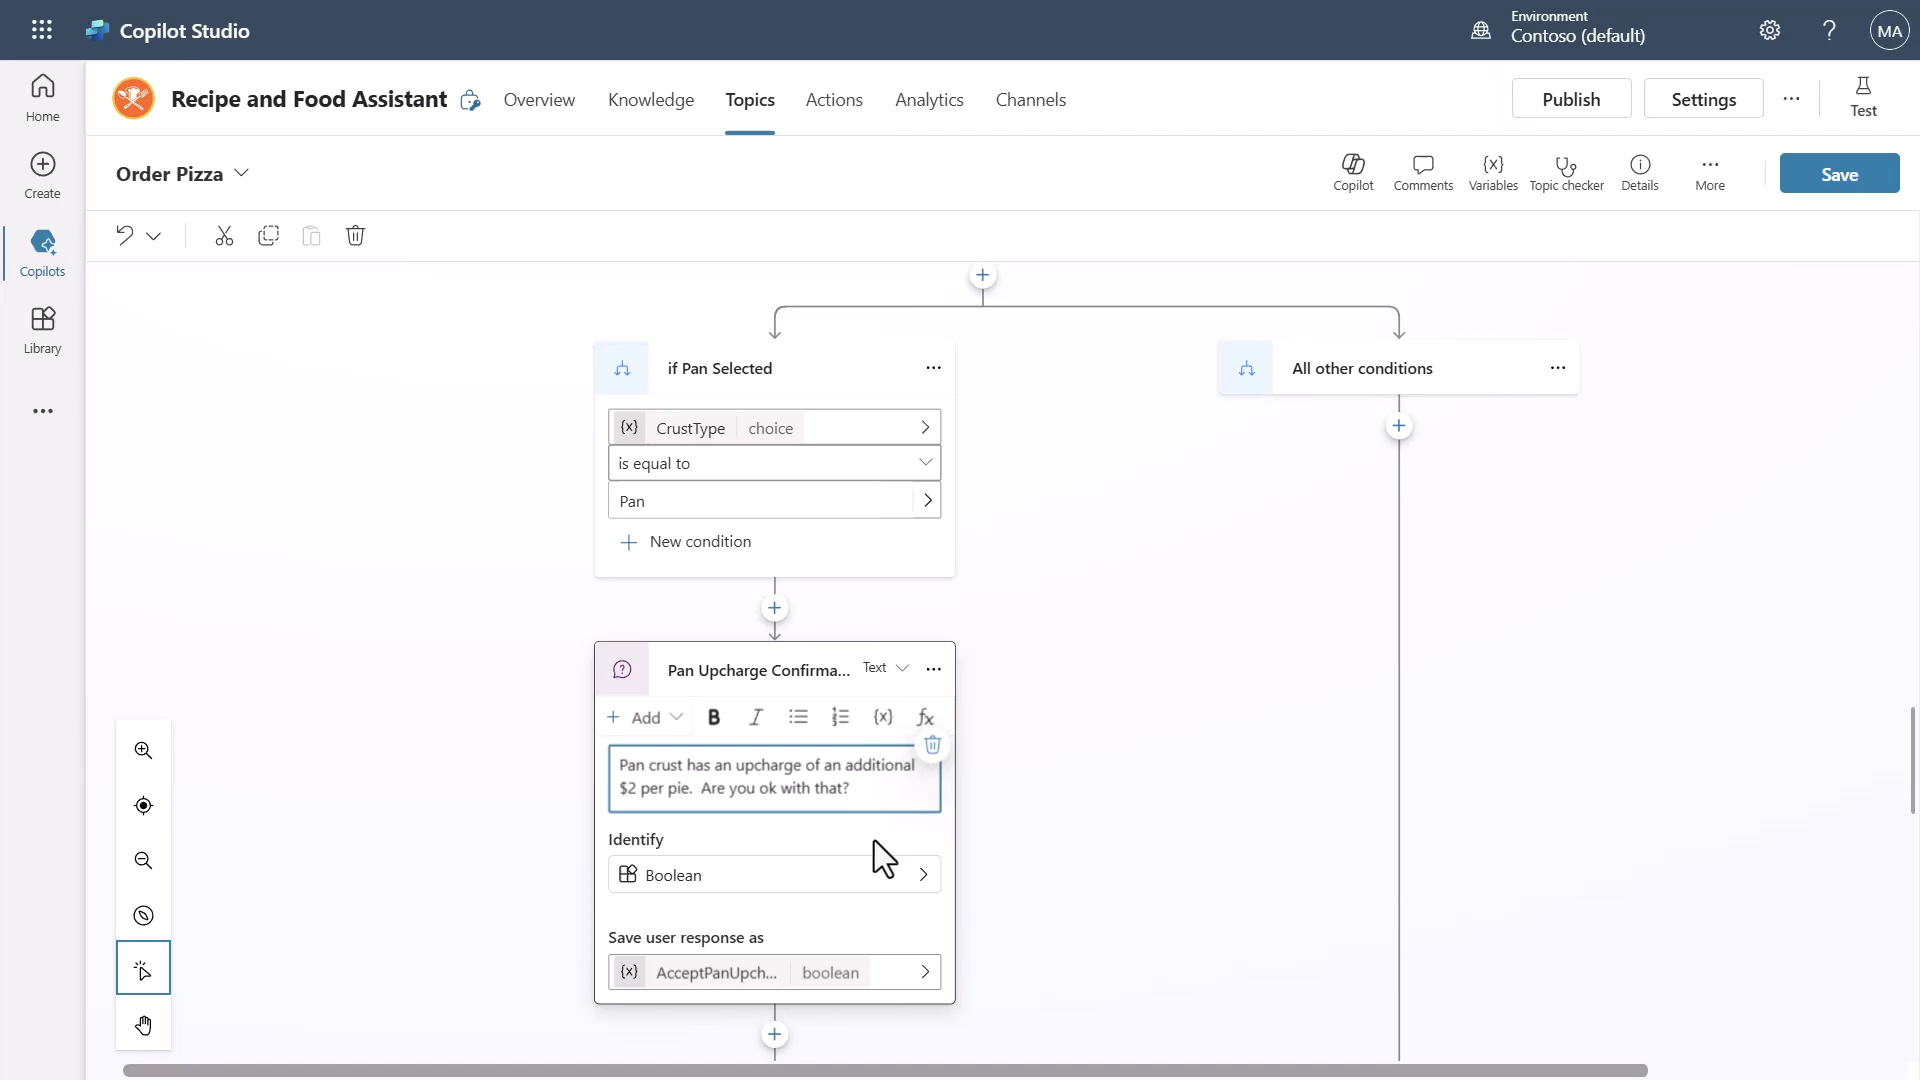 Copilot Studio
Environment
Contoso (default)
MA
Home
Create
Copilots
Library
Recipe and Food Assistant
Overview
Knowledge
Topics
Actions
Analytics
Channels
Publish
Settings
Test
Order Pizza
Copilot
Comments
Variables
Topic checker
Details
More
Save
if Pan Selected
{x} CrustType choice
is equal to
Pan
New condition
All other conditions
Pan Upcharge Confirma...
Text
Add
B
I
{x}
fx
Pan crust has an upcharge of an additional
$2 per pie. Are you ok with that?
Identify
Boolean
Save user response as
{x} AcceptPanUpch... boolean